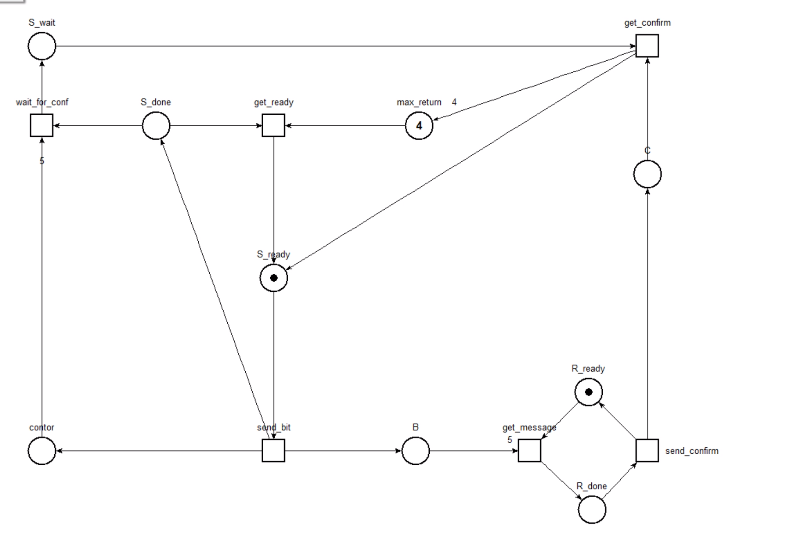 S_wait
get_confirm
wait_for_conf
S_done
get_ready
max_return 4
4
5
C
S_ready
R_ready
contor
send_bit
B
get_message
5
send_confirm
R_done